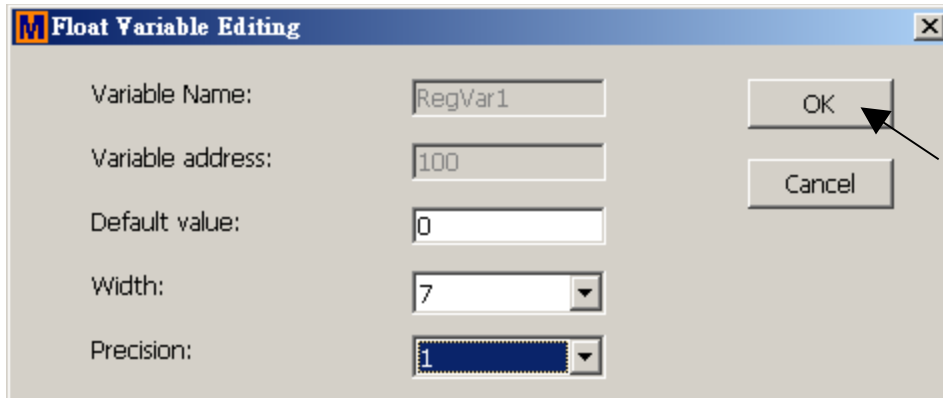 M Float Variable Editing
Variable Name: RegVar1
OK
Variable address: 100
Cancel
Default value: 0
Width: 7
Precision: 1